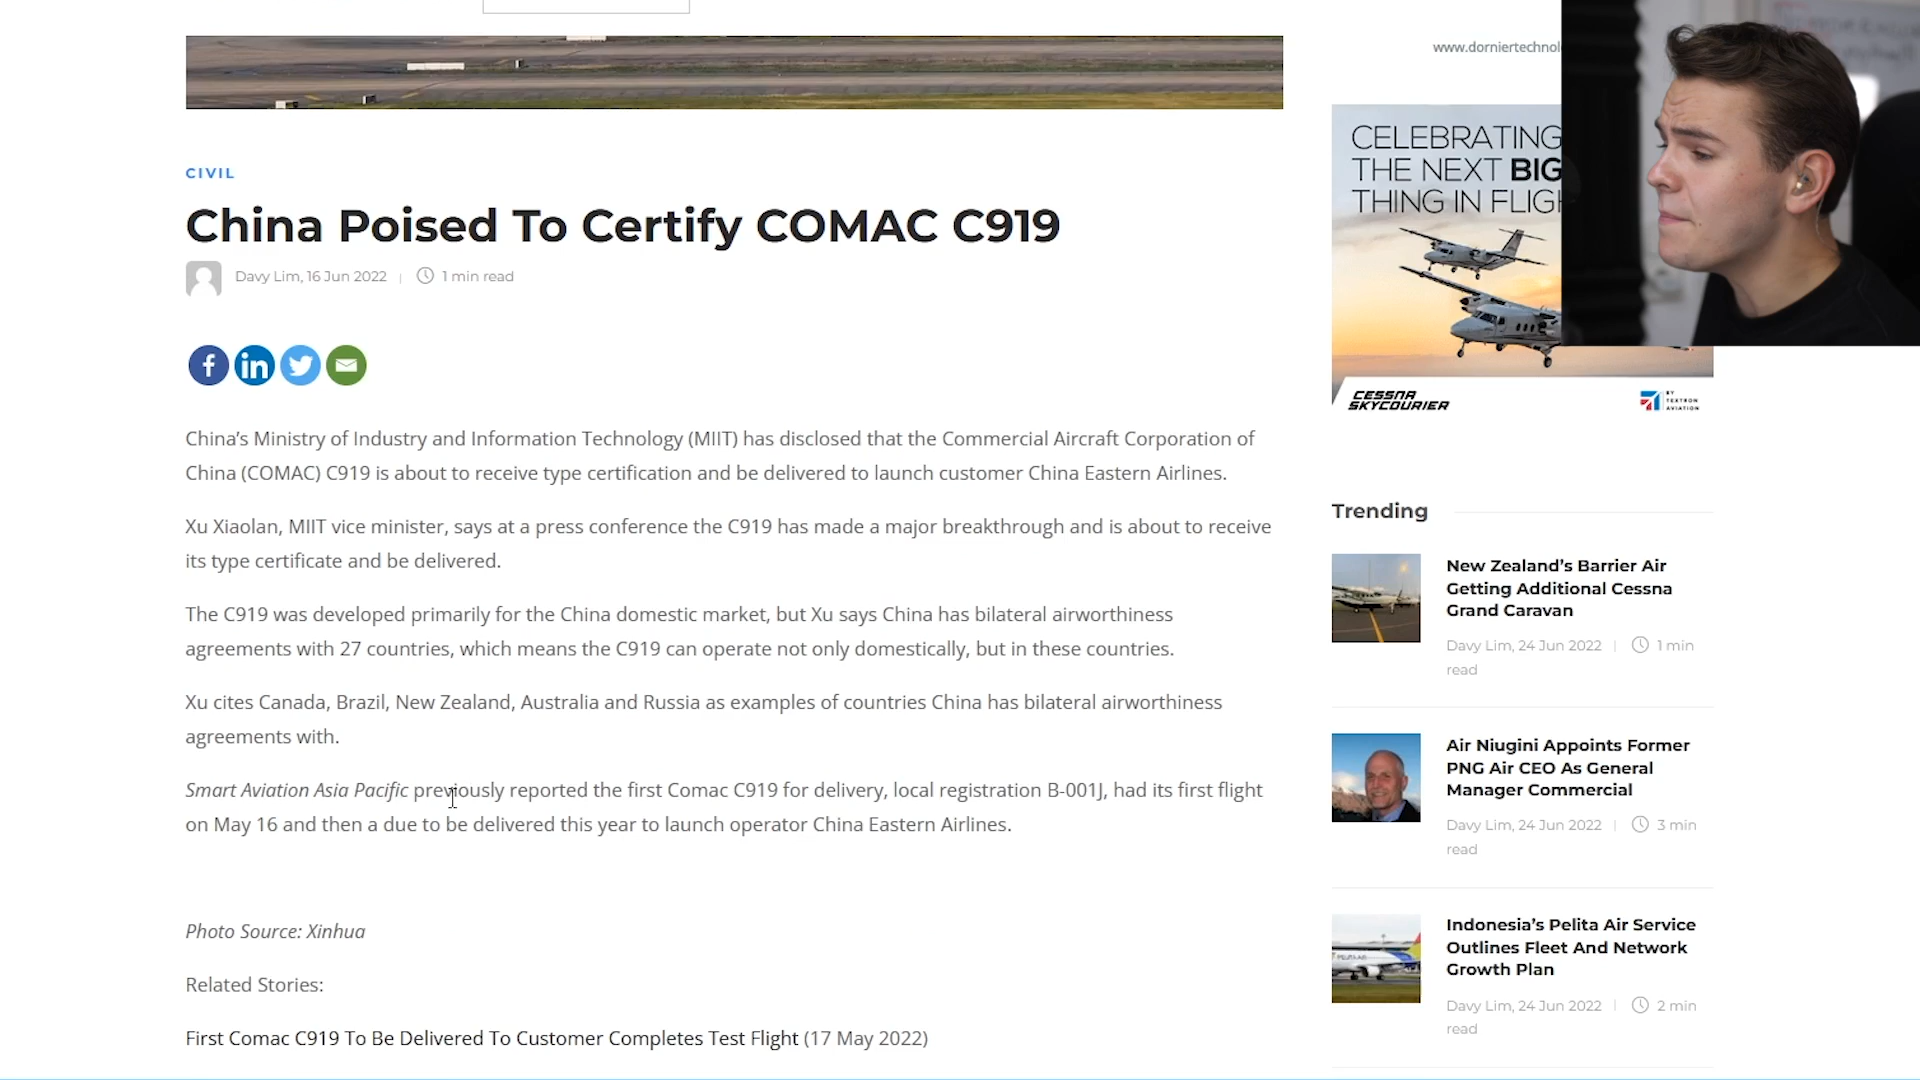 www.dorniertechnol
CIVIL
China Poised To Certify COMAC C919
Davy Lim, 16 Jun 2022 | 1 min read
China’s Ministry of Industry and Information Technology (MIIT) has disclosed that the Commercial Aircraft Corporation of
China (COMAC) C919 is about to receive type certification and be delivered to launch customer China Eastern Airlines.
Xu Xiaolan, MIIT vice minister, says at a press conference the C919 has made a major breakthrough and is about to receive
its type certificate and be delivered.
The C919 was developed primarily for the China domestic market, but Xu says China has bilateral airworthiness
agreements with 27 countries, which means the C919 can operate not only domestically, but in these countries.
Xu cites Canada, Brazil, New Zealand, Australia and Russia as examples of countries China has bilateral airworthiness
agreements with.
Smart Aviation Asia Pacific previously reported the first Comac C919 for delivery, local registration B-001J, had its first flight
on May 16 and then a due to be delivered this year to launch operator China Eastern Airlines.
Photo Source: Xinhua
Related Stories:
First Comac C919 To Be Delivered To Customer Completes Test Flight (17 May 2022)
CELEBRATING
THE NEXT BIG
THING IN FLIGH
CESSNA
SKYCOURIER
BY
TEXTRON
AVIATION
Trending
New Zealand’s Barrier Air
Getting Additional Cessna
Grand Caravan
Davy Lim, 24 Jun 2022 | 1 min
read
Air Niugini Appoints Former
PNG Air CEO As General
Manager Commercial
Davy Lim, 24 Jun 2022 | 3 min
read
Indonesia’s Pelita Air Service
Outlines Fleet And Network
Growth Plan
Davy Lim, 24 Jun 2022 | 2 min
read